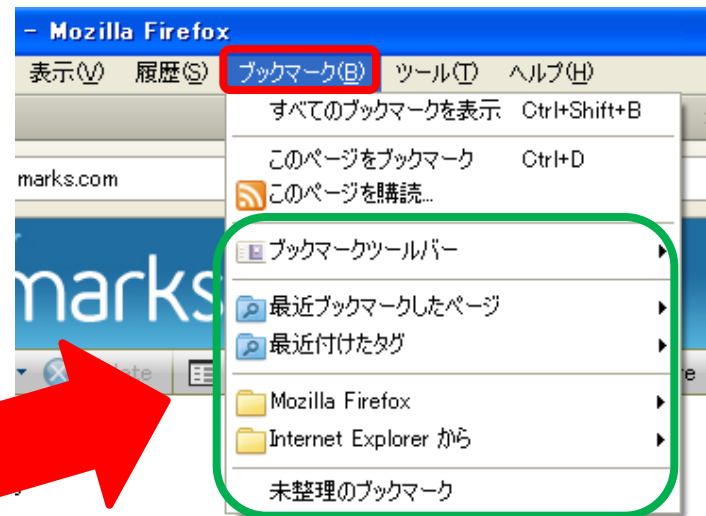 - Mozilla Firefox
表示(V) 履歴(S) ブックマーク(B) ツール(T) ヘルプ(H)
すべてのブックマークを表示 Ctrl+Shift+B
このページをブックマーク Ctrl+D
marks.com
このページを購読...
ブックマークツールバー
marks
最近ブックマークしたページ
最近付けたタグ
Mozilla Firefox
Internet Explorer から
未整理のブックマーク